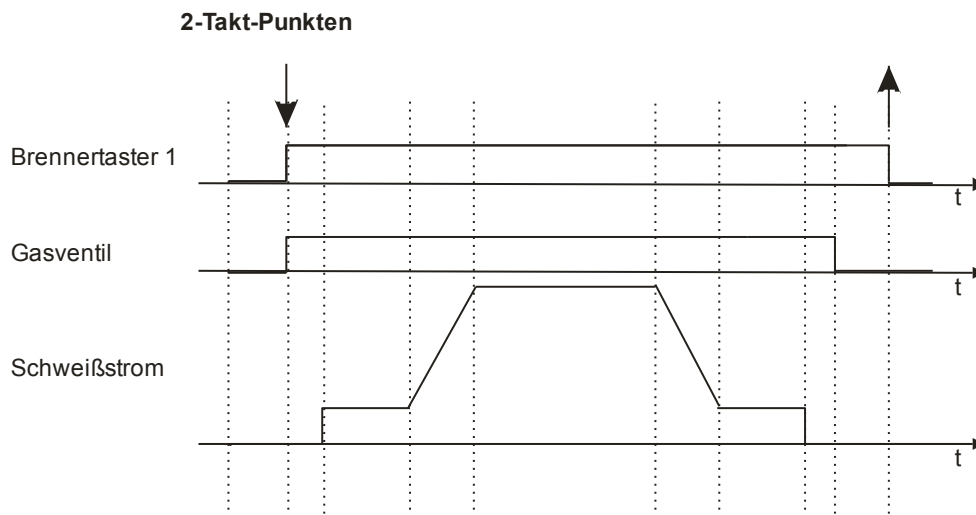 2-Takt-Punkten
Brennertaster 1
t
Gasventil
t
Schweißstrom
t